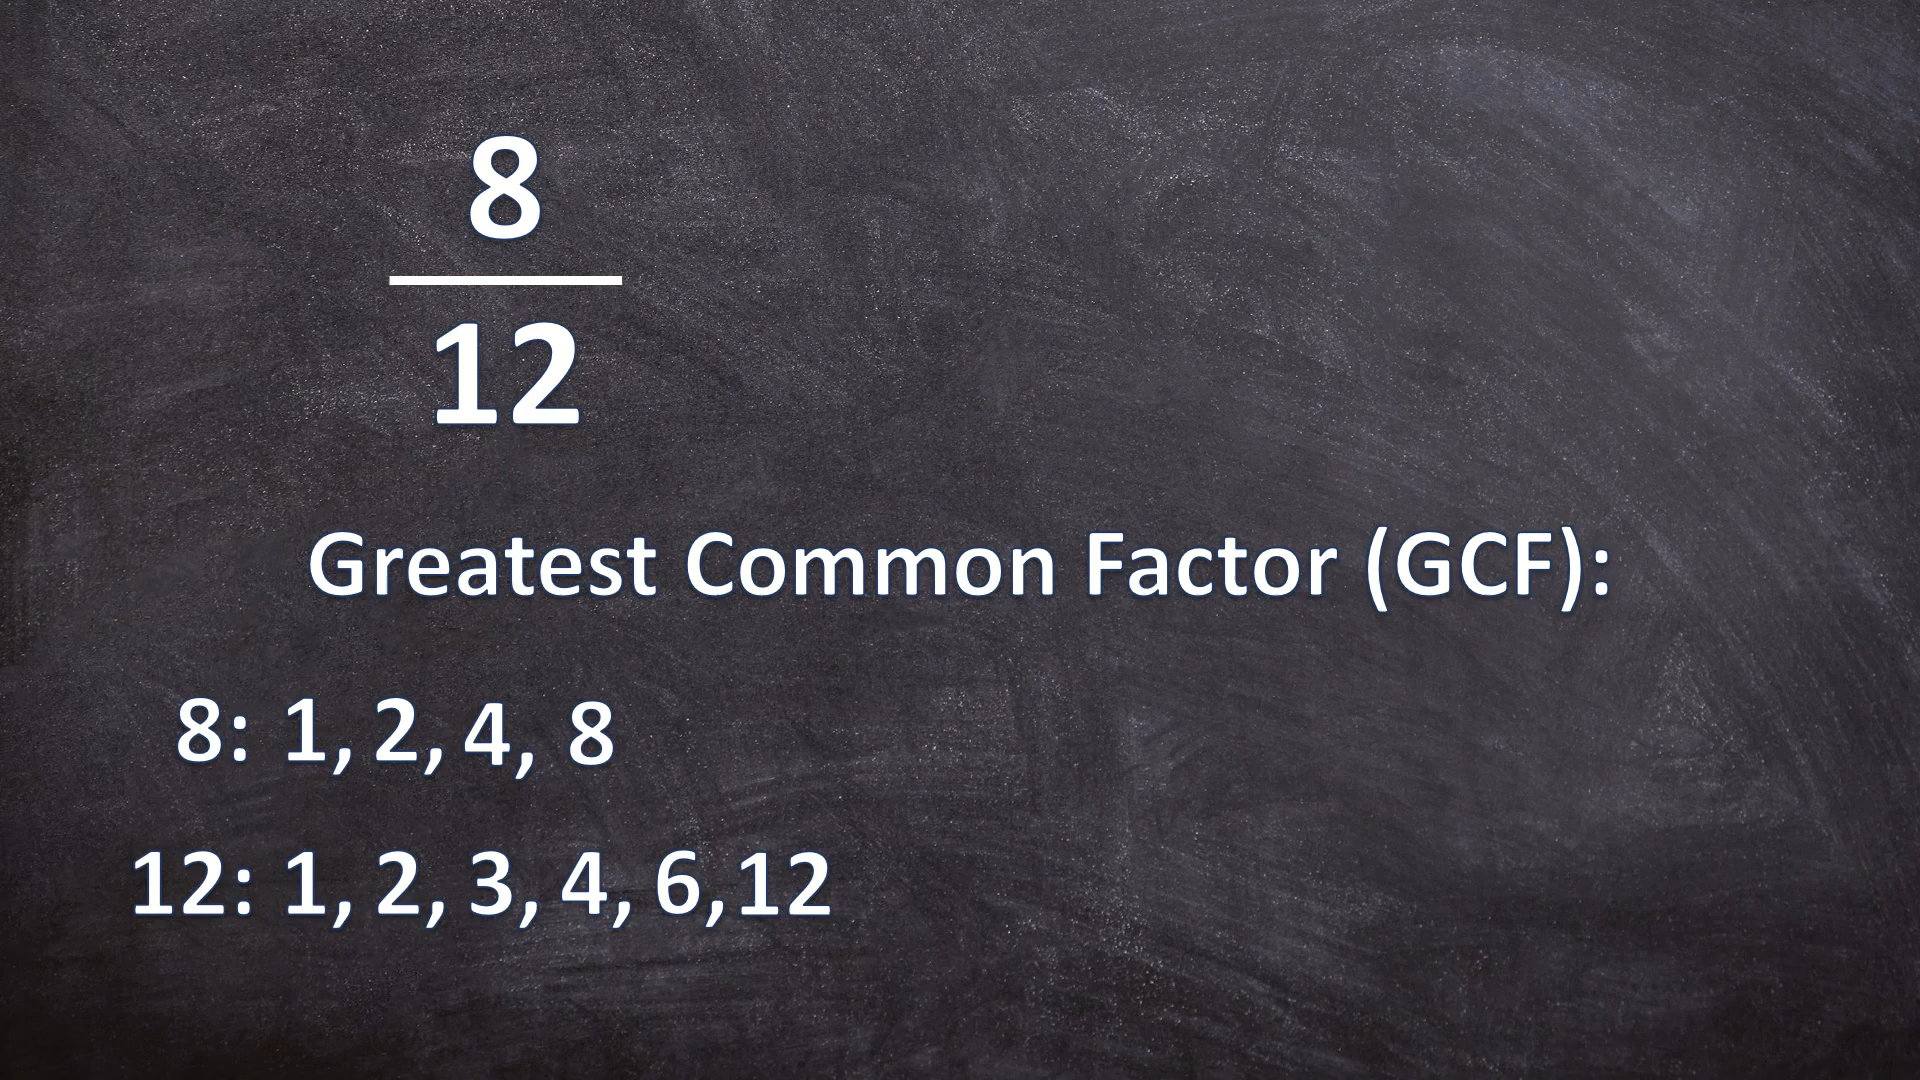 8
12
Greatest Common Factor (GCF):
8: 1, 2, 4, 8
12: 1, 2, 3, 4, 6,12